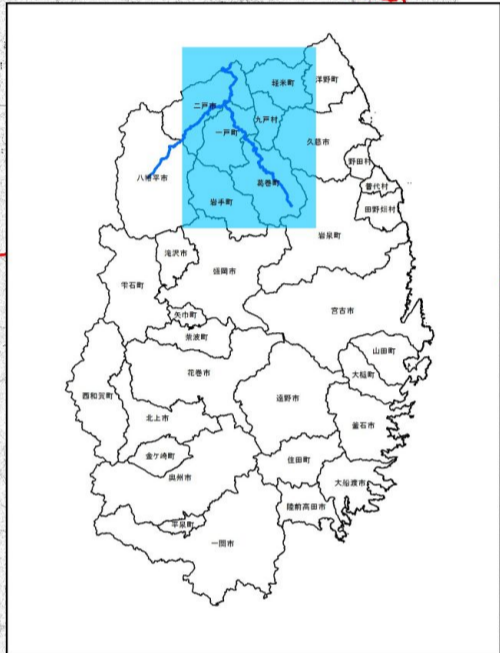 洋野町
軽米町
二戸市
九戸村
一戸町
久慈市
野田村
八幡平市
葛巻町
普代村
岩手町
田野畑村
岩泉町
滝沢市
盛岡市
雫石町
宮古市
矢巾町
紫波町
山田町
大槌町
花巻市
西和賀町
遠野市
釜石市
北上市
金ケ崎町
住田町
奥州市
大船渡市
陸前高田市
平泉町
一関市